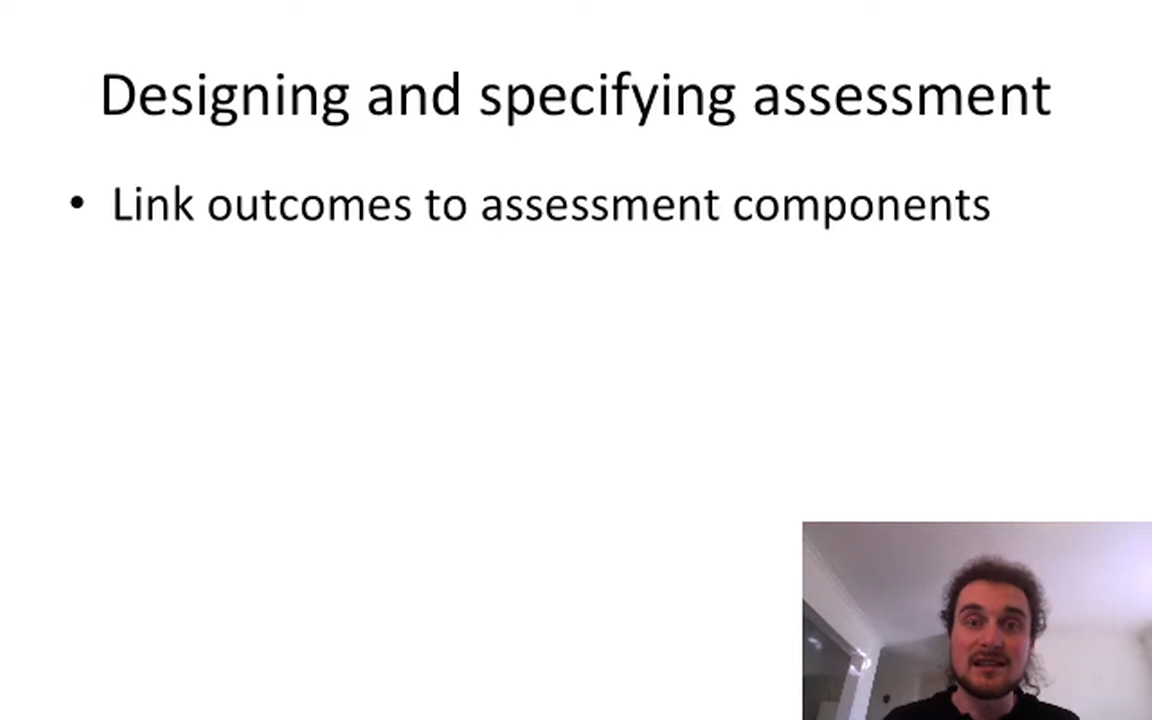 Designing and specifying assessment
• Link outcomes to assessment components